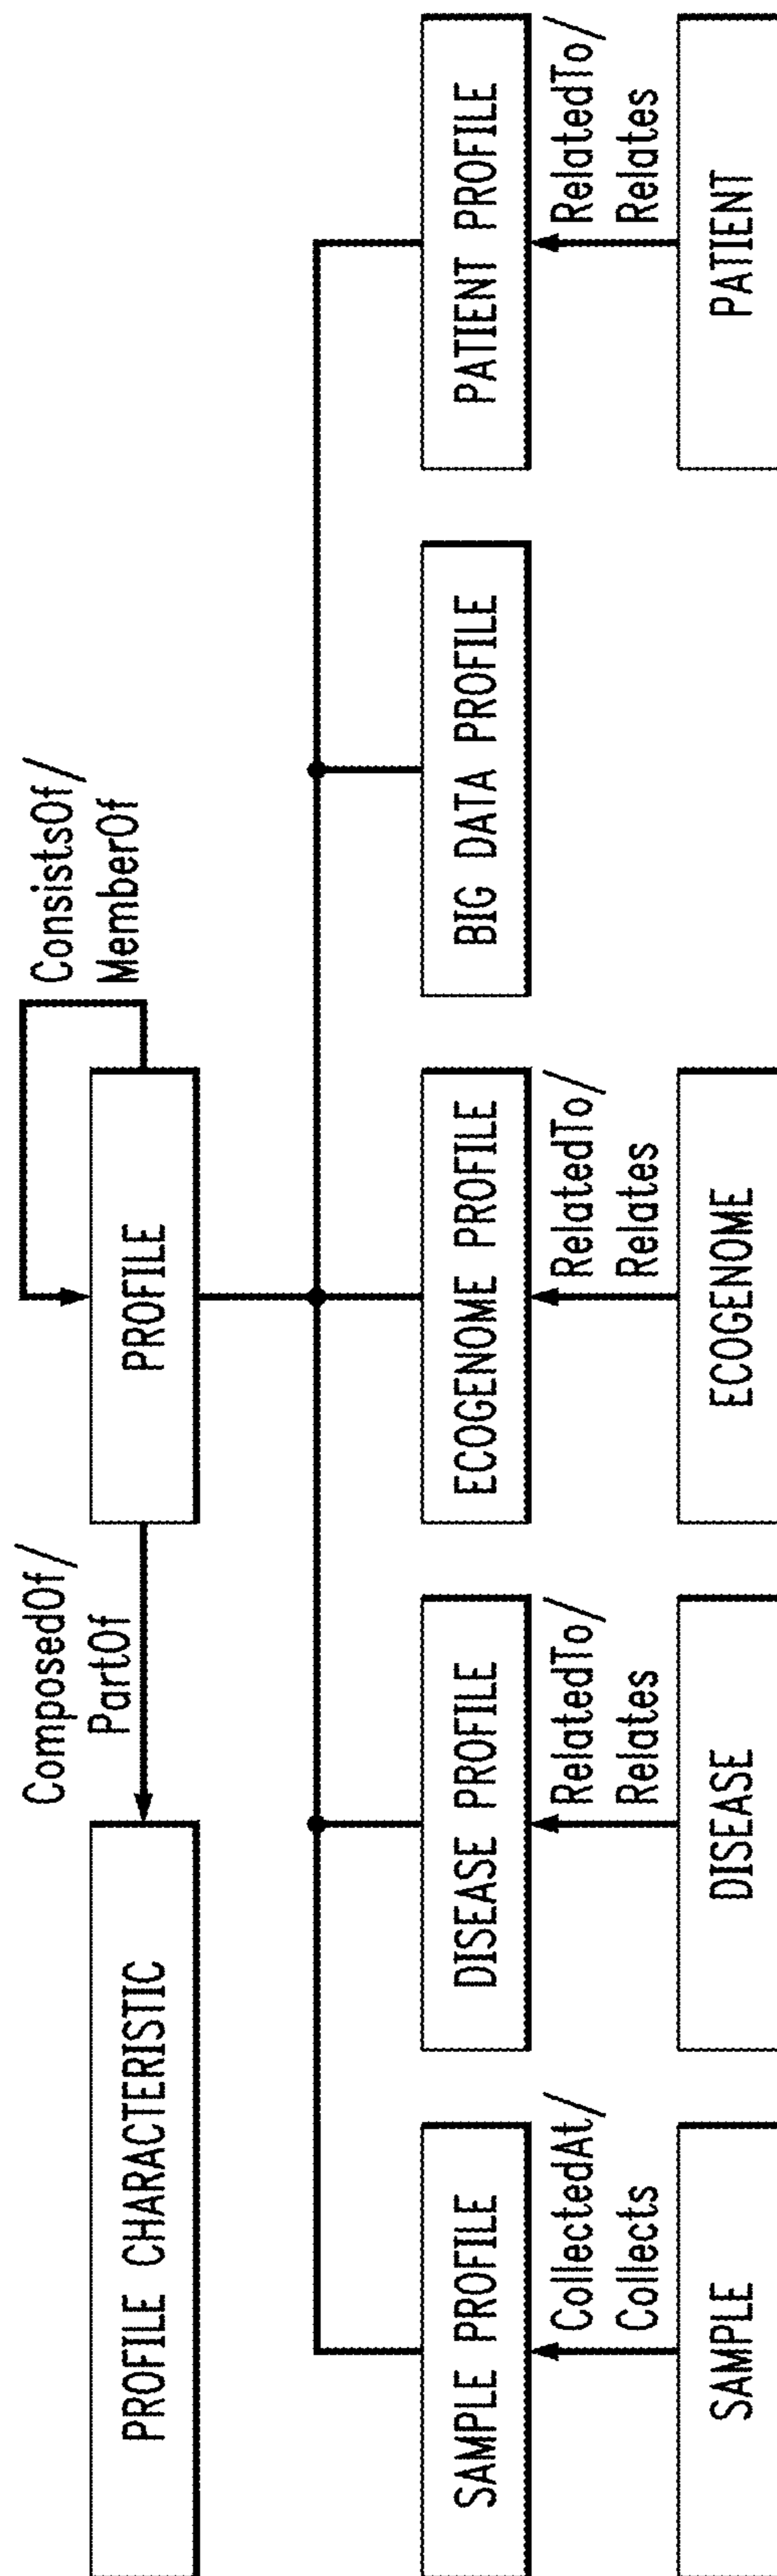 ConsistsOf/
MemberOf
ComposedOf/
PartOf
PROFILE CHARACTERISTIC
PROFILE
SAMPLE PROFILE
DISEASE PROFILE
ECOGENOME PROFILE
BIG DATA PROFILE
PATIENT PROFILE
CollectedAt/
Collects
RelatedTo/
Relates
RelatedTo/
Relates
RelatedTo/
Relates
SAMPLE
DISEASE
ECOGENOME
PATIENT